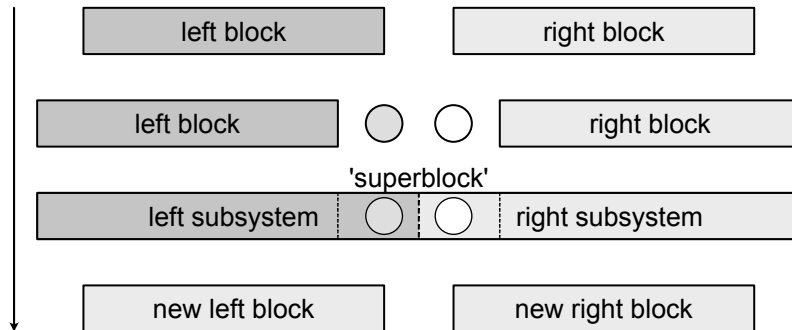 left block right block
left block right block
'superblock'
left subsystem right subsystem
new left block new right block